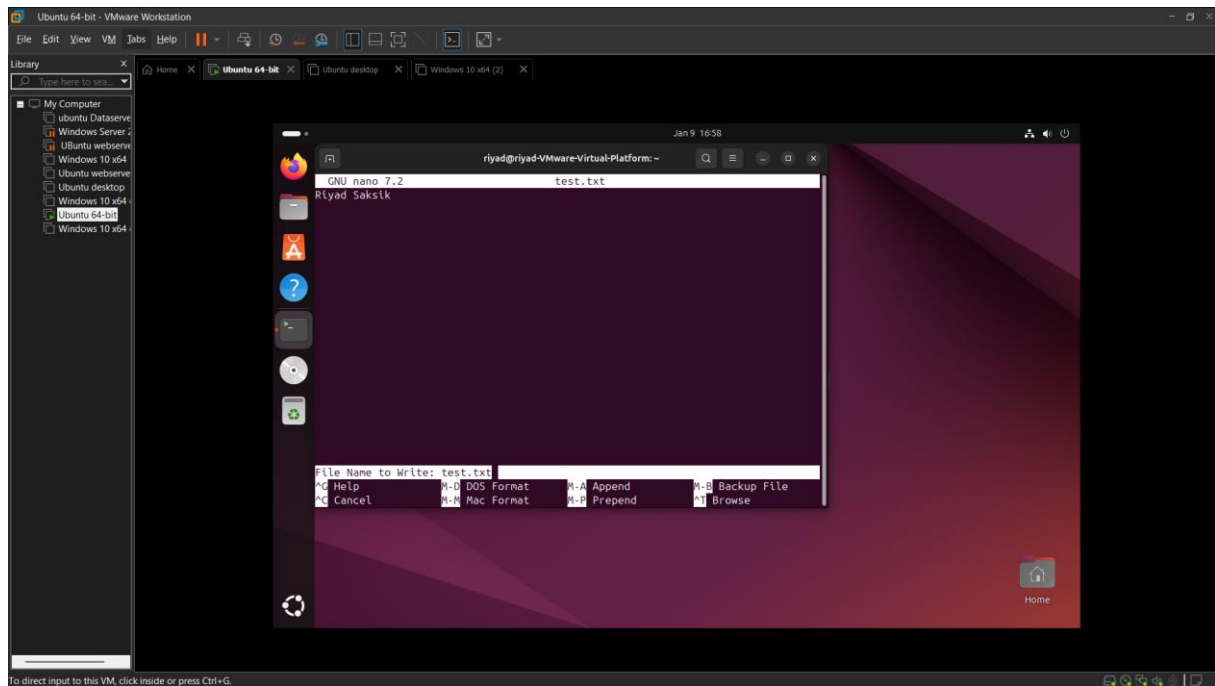 Ubuntu 64-bit - VMware Workstation
File Edit View VM Tabs Help
Library
Type here to sea...
Home
Ubuntu 64-bit
Ubuntu desktop
Windows 10 x64 (2)
My Computer
ubuntu Dataserve
Windows Server 2
UBuntu webserve
Windows 10 x64
Ubuntu webserve
Ubuntu desktop
Windows 10 x64
Ubuntu 64-bit
Windows 10 x64
Jan 9 16:58
riyad@riyad-VMware-Virtual-Platform: ~
GNU nano 7.2 test.txt
Riyad Saksik
File Name to Write: test.txt
^G Help M-D DOS Format M-A Append M-B Backup File
^C Cancel M-M Mac Format M-P Prepend ^T Browse
Home
To direct input to this VM, click inside or press Ctrl+G.